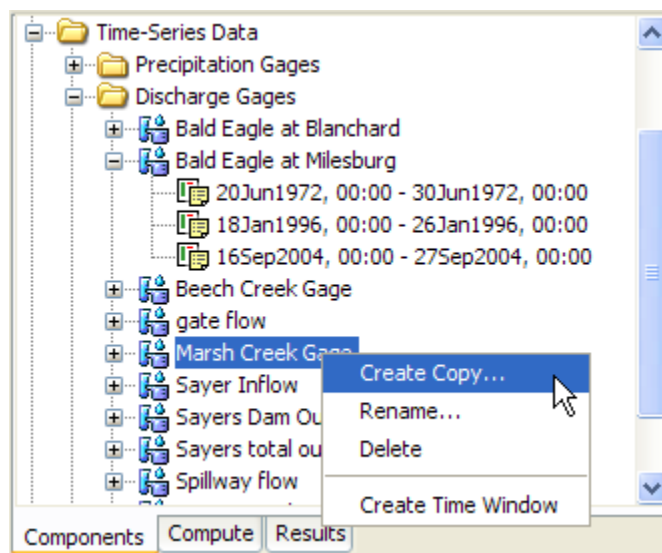 Time-Series Data
Precipitation Gages
Discharge Gages
Bald Eagle at Blanchard
Bald Eagle at Milesburg
20Jun1972, 00:00 - 30Jun1972, 00:00
18Jan1996, 00:00 - 26Jan1996, 00:00
16Sep2004, 00:00 - 27Sep2004, 00:00
Beech Creek Gage
gate flow
Marsh Creek Gage
Create Copy...
Sayer Inflow
Rename...
Sayers Dam Ou
Sayers total ou
Delete
Spillway flow
Create Time Window
Components Compute Results